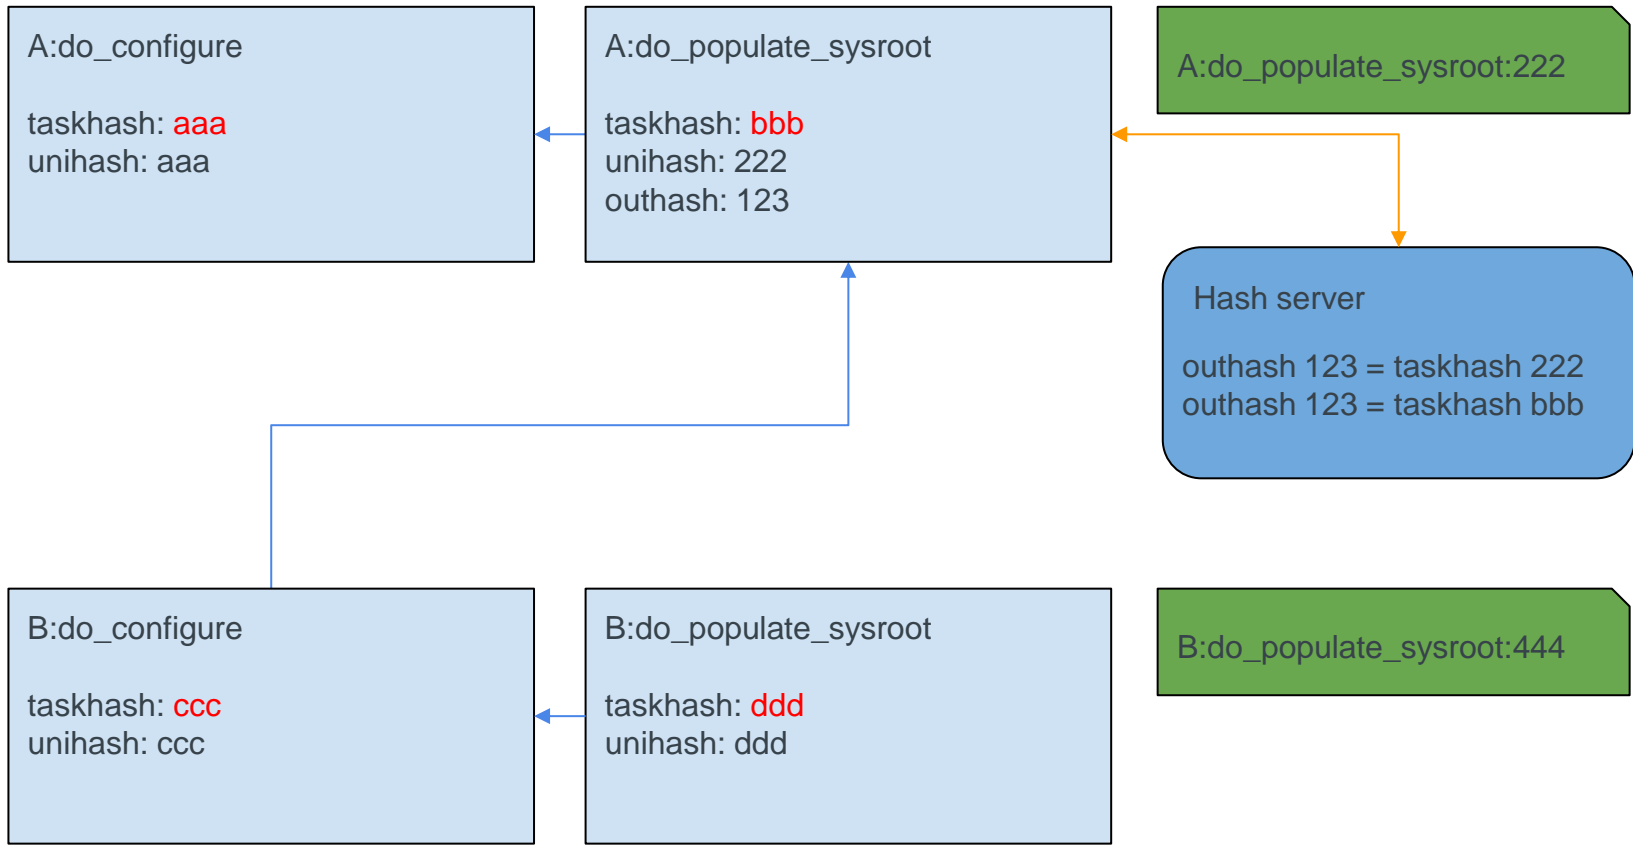 A:do_configure
taskhash: aaa
unihash: aaa
A:do_populate_sysroot
taskhash: bbb
unihash: 222
outhash: 123
A:do_populate_sysroot:222
Hash server
outhash 123 = taskhash 222
outhash 123 = taskhash bbb
B:do_configure
taskhash: ccc
unihash: ccc
B:do_populate_sysroot
taskhash: ddd
unihash: ddd
B:do_populate_sysroot:444